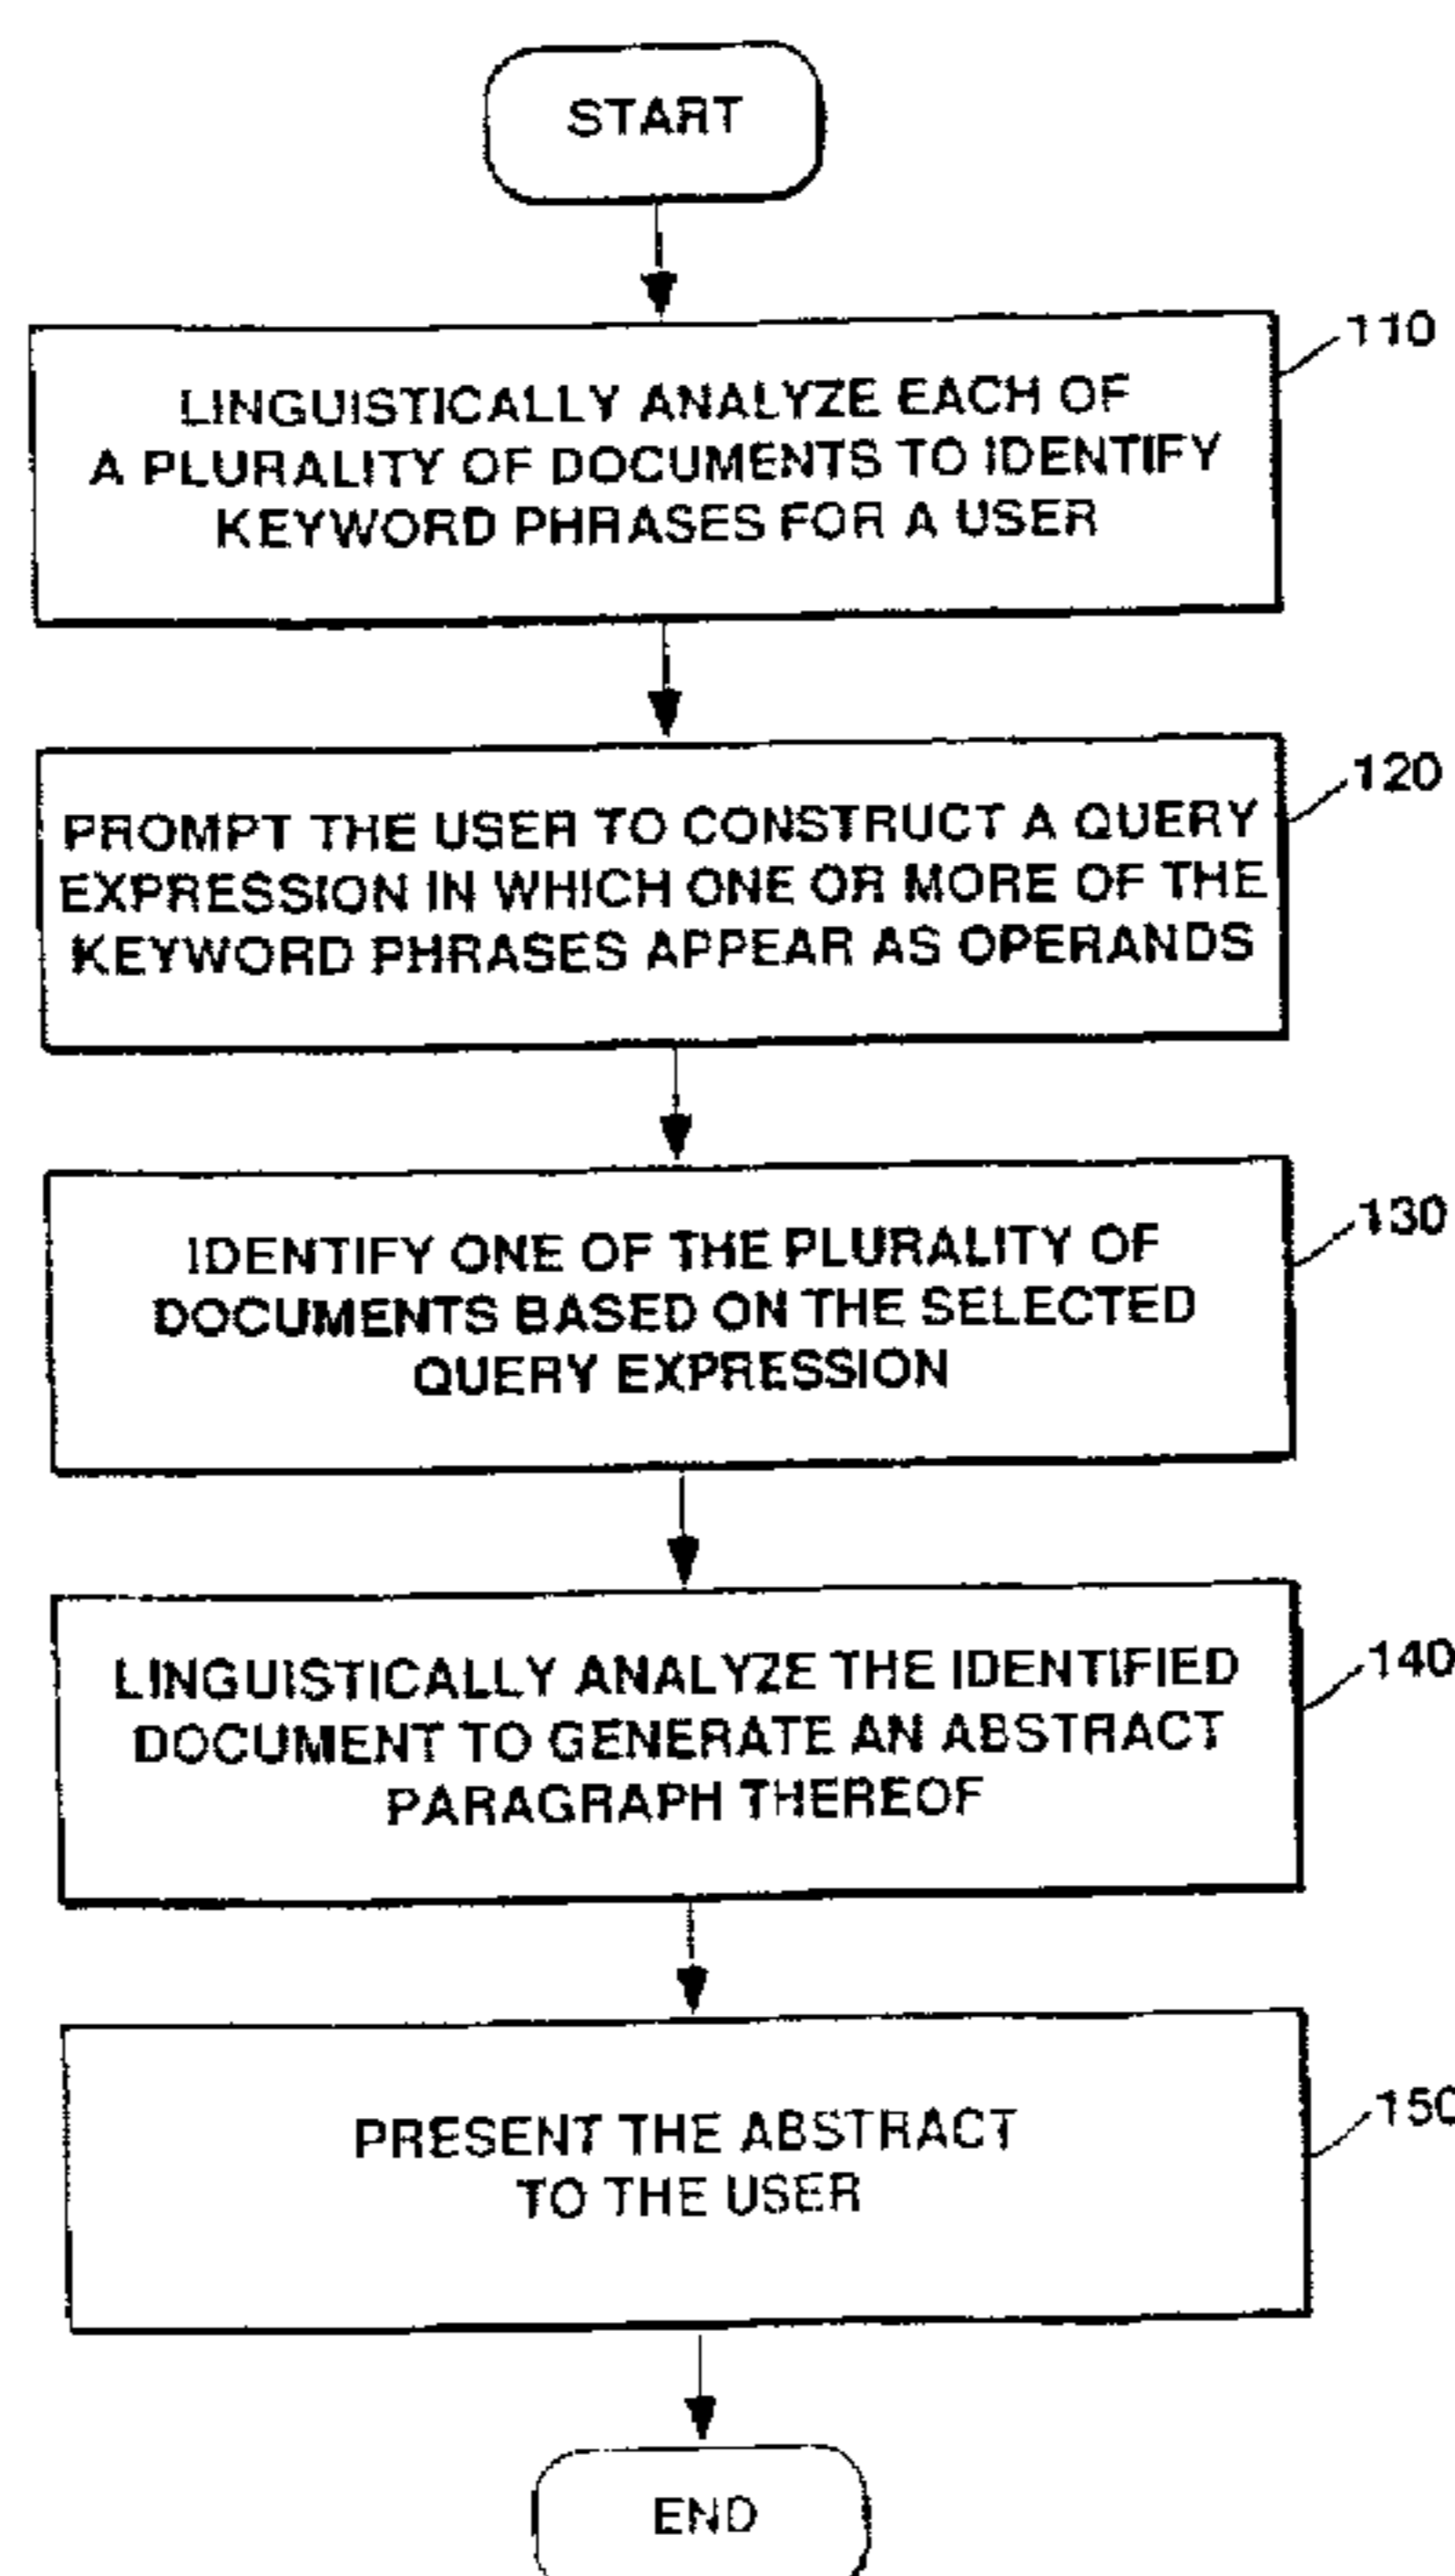 START
110
LINGUISTICALLY ANALYZE EACH OF
A PLURALITY OF DOCUMENTS TO IDENTIFY
KEYWORD PHRASES FOR A USER
120
PROMPT THE USER TO CONSTRUCT A QUERY
EXPRESSION IN WHICH ONE OR MORE OF THE
KEYWORD PHRASES APPEAR AS OPERANDS
130
IDENTIFY ONE OF THE PLURALITY OF
DOCUMENTS BASED ON THE SELECTED
QUERY EXPRESSION
140
LINGUISTICALLY ANALYZE THE IDENTIFIED
DOCUMENT TO GENERATE AN ABSTRACT
PARAGRAPH THEREOF
150
PRESENT THE ABSTRACT
TO THE USER
END